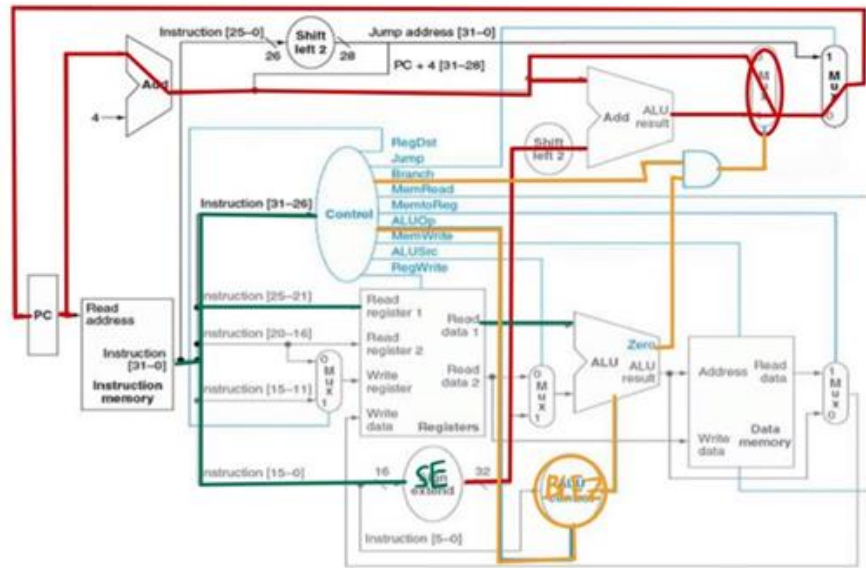 Instruction [25–0]
26
Shift
left 2
28
Jump address [31–0]
PC + 4 [31–28]
Add
4
Add
ALU
result
Shift
left 2
M
u
x
1
M
u
x
0
RegDst
Jump
Branch
MemRead
MemtoReg
ALUOp
MemWrite
ALUSrc
RegWrite
Control
Instruction [31–26]
PC
Read
address
Instruction
[31–0]
Instruction
memory
nstruction [25–21]
nstruction [20–16]
nstruction [15–11]
nstruction [15–0]
0
M
u
x
1
Read
register 1
Read
register 2
Write
register
Write
data
Read
data 1
Read
data 2
Registers
0
M
u
x
1
Zero
ALU
ALU
result
Address
Read
data
Write
data
Data
memory
1
M
u
x
0
16
SE
extend
32
Instruction [5–0]